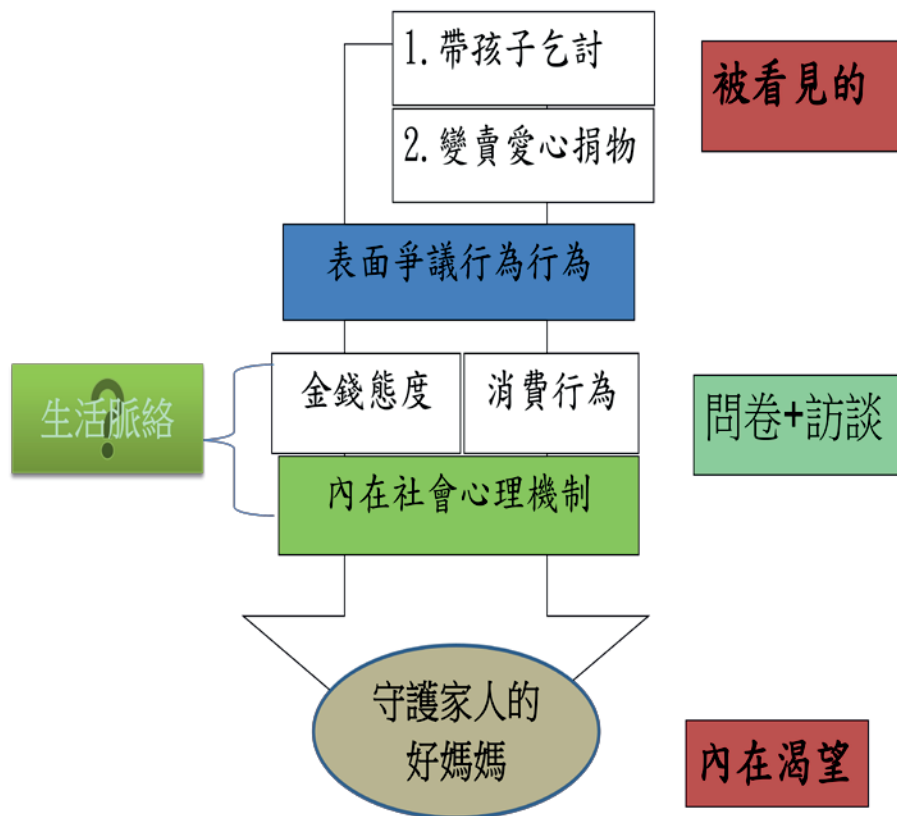 1.帶孩子乞討
被看見的
2.變賣愛心捐物
表面爭議行為行為
生活脈絡
?
金錢態度
消費行為
問卷+訪談
內在社會心理機制
守護家人的
好媽媽
內在渴望